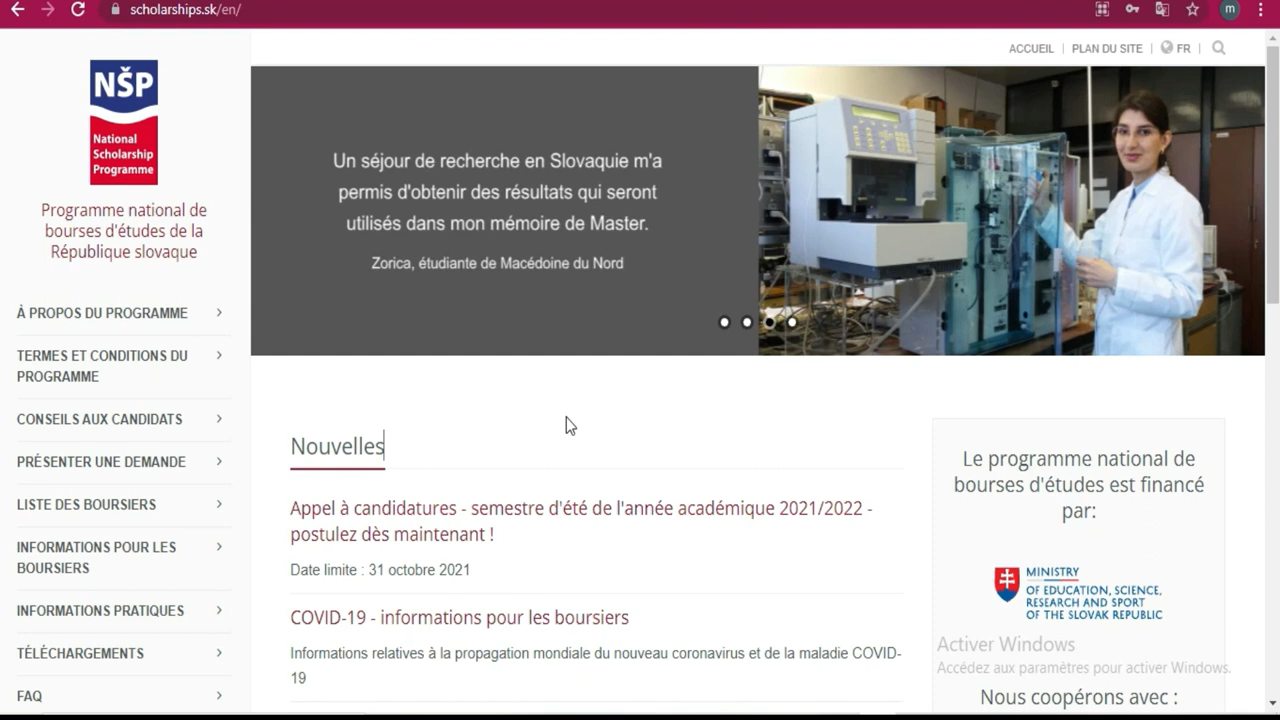 scholarships.sk/en/
m
ACCUEIL | PLAN DU SITE | FR |
NŠP
National
Scholarship
Programme
Programme national de
bourses d'études de la
République slovaque
À PROPOS DU PROGRAMME
TERMES ET CONDITIONS DU
PROGRAMME
CONSEILS AUX CANDIDATS
PRÉSENTER UNE DEMANDE
LISTE DES BOURSIERS
INFORMATIONS POUR LES
BOURSIERS
INFORMATIONS PRATIQUES
TÉLÉCHARGEMENTS
FAQ
Un séjour de recherche en Slovaquie m'a
permis d'obtenir des résultats qui seront
utilisés dans mon mémoire de Master.
Zorica, étudiante de Macédoine du Nord
Nouvelles
Appel à candidatures - semestre d'été de l'année académique 2021/2022 -
postulez dès maintenant !
Date limite : 31 octobre 2021
COVID-19 - informations pour les boursiers
Informations relatives à la propagation mondiale du nouveau coronavirus et de la maladie COVID-
19
Le programme national de
bourses d'études est financé
par:
MINISTRY
OF EDUCATION, SCIENCE,
RESEARCH AND SPORT
OF THE SLOVAK REPUBLIC
Activer Windows
Accédez aux paramètres pour activer Windows.
Nous coopérons avec :